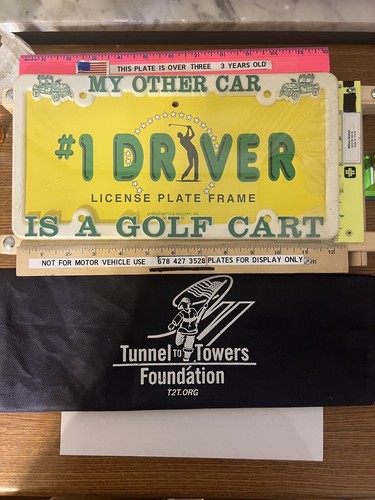 THIS PLATE IS OVER THREE 3 YEARS OLD
MY OTHER CAR
#1 DRIVER
LICENSE PLATE FRAME
IS A GOLF CART
NOT FOR MOTOR VEHICLE USE 678 427 3528 PLATES FOR DISPLAY ONLY
Tunnel TO Towers
Foundation
T2T.ORG